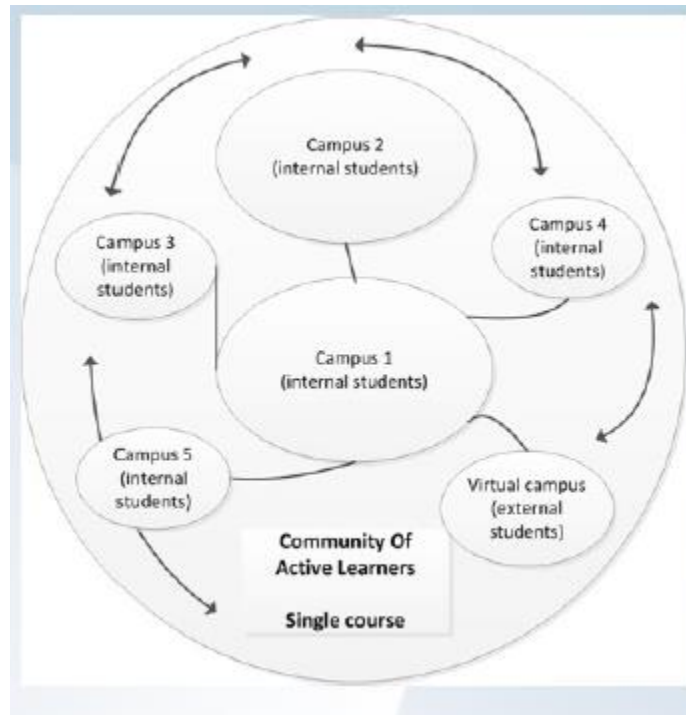 Campus 2
(internal students)
Campus 3
(internal
students)
Campus 4
(internal
students)
Campus 1
(internal students)
Campus 5
(internal
students)
Virtual campus
(external
students)
Community Of
Active Learners
Single course